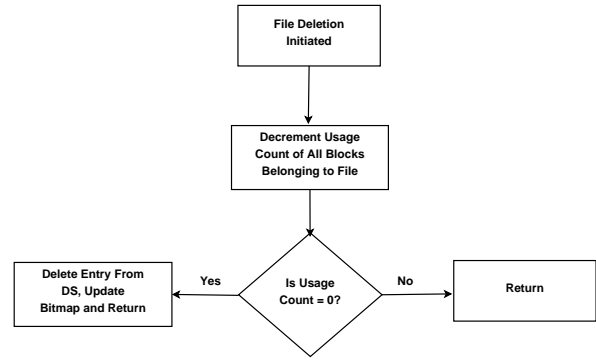 File Deletion
Initiated
Decrement Usage
Count of All Blocks
Belonging to File
Delete Entry From
DS, Update
Bitmap and Return
Yes
Is Usage
Count = 0?
No
Return